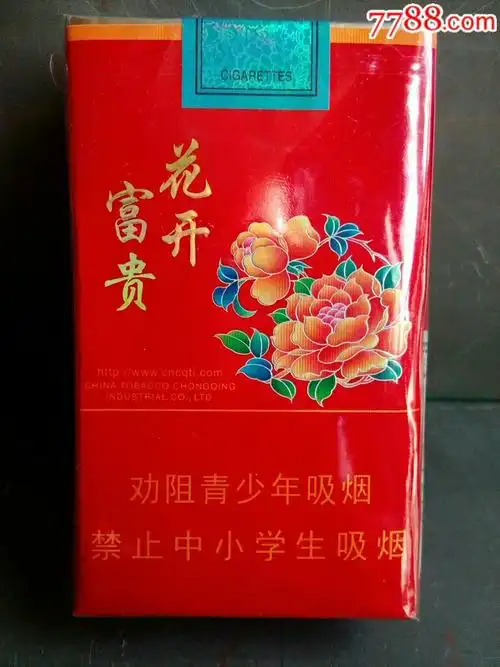 7788.com
CIGARETTES
花开
富贵
http://www.cncqti.com
CHINA TOBACCO CHONGQING
INDUSTRIAL CO., LTD
劝阻青少年吸烟
禁止中小学生吸烟